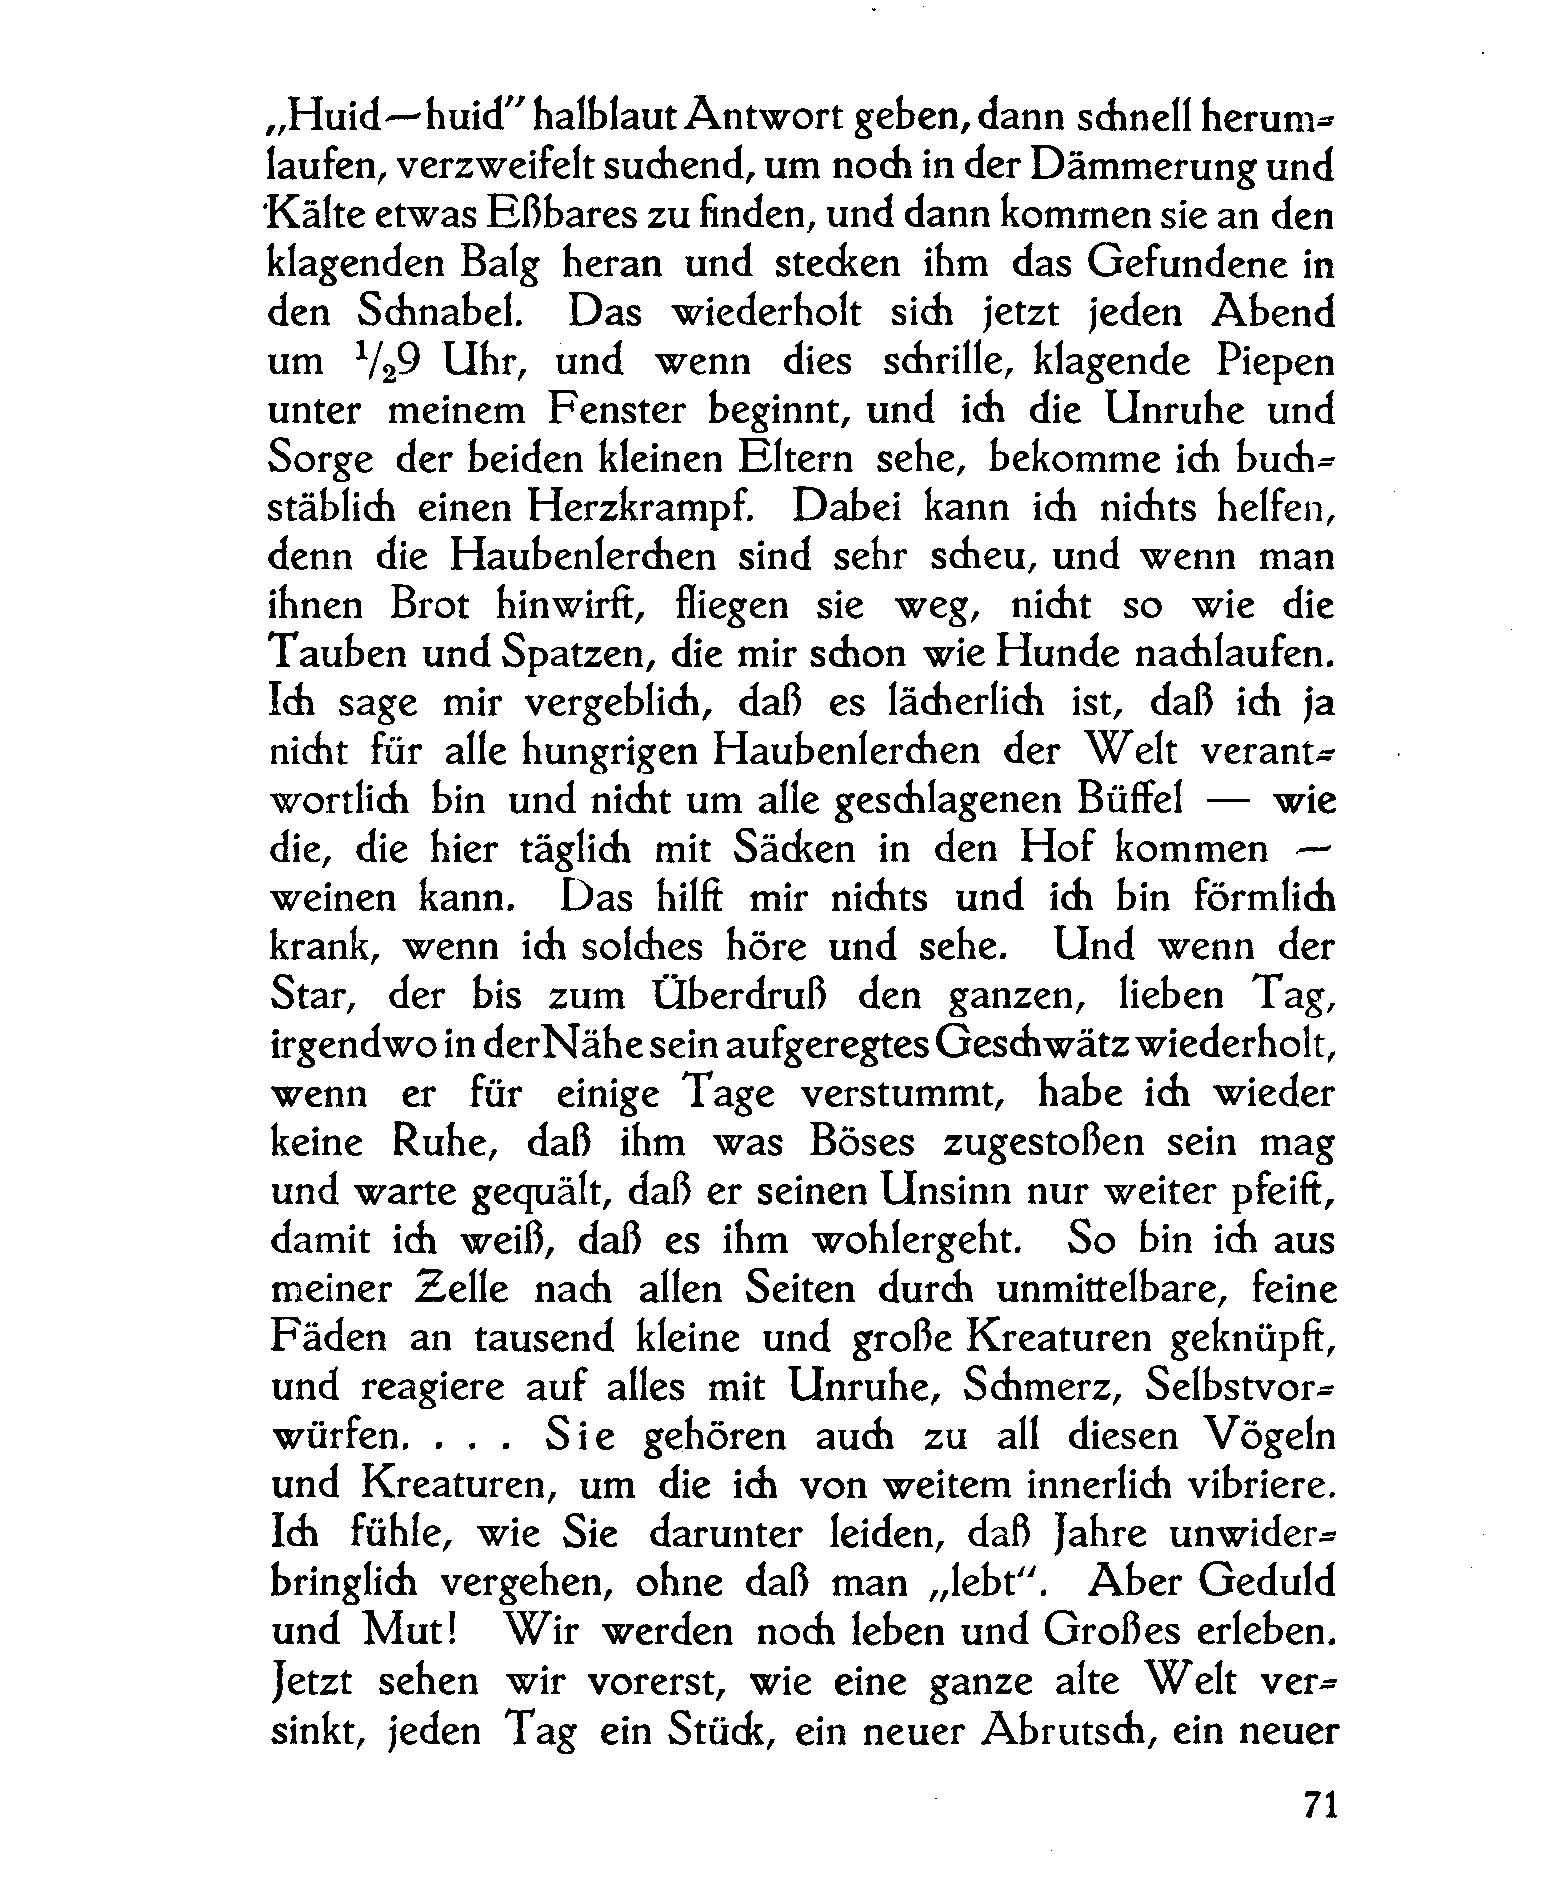 „Huid—huid" halblaut Antwort geben, dann schnell herum-
laufen, verzweifelt suchend, um noch in der Dämmerung und
Kälte etwas Eßbares zu finden, und dann kommen sie an den
klagenden Balg heran und stecken ihm das Gefundene in
den Schnabel. Das wiederholt sich jetzt jeden Abend
um ½9 Uhr, und wenn dies schrille, klagende Piepen
unter meinem Fenster beginnt, und ich die Unruhe und
Sorge der beiden kleinen Eltern sehe, bekomme ich buch-
stäblich einen Herzkrampf. Dabei kann ich nichts helfen,
denn die Haubenlerchen sind sehr scheu, und wenn man
ihnen Brot hinwirft, fliegen sie weg, nicht so wie die
Tauben und Spatzen, die mir schon wie Hunde nachlaufen.
Ich sage mir vergeblich, daß es lächerlich ist, daß ich ja
nicht für alle hungrigen Haubenlerchen der Welt verant-
wortlich bin und nicht um alle geschlagenen Büffel — wie
die, die hier täglich mit Säcken in den Hof kommen —
weinen kann. Das hilft mir nichts und ich bin förmlich
krank, wenn ich solches höre und sehe. Und wenn der
Star, der bis zum Überdruß den ganzen, lieben Tag,
irgendwo in der Nähe sein aufgeregtes Geschwätz wiederholt,
wenn er für einige Tage verstummt, habe ich wieder
keine Ruhe, daß ihm was Böses zugestoßen sein mag
und warte gequält, daß er seinen Unsinn nur weiter pfeift,
damit ich weiß, daß es ihm wohlergeht. So bin ich aus
meiner Zelle nach allen Seiten durch unmittelbare, feine
Fäden an tausend kleine und große Kreaturen geknüpft,
und reagiere auf alles mit Unruhe, Schmerz, Selbstvor-
würfen. . . . . Sie gehören auch zu all diesen Vögeln
und Kreaturen, um die ich von weitem innerlich vibriere.
Ich fühle, wie Sie darunter leiden, daß Jahre unwider-
bringlich vergehen, ohne daß man „lebt“. Aber Geduld
und Mut! Wir werden noch leben und Großes erleben.
Jetzt sehen wir vorerst, wie eine ganze alte Welt ver-
sinkt, jeden Tag ein Stück, ein neuer Abrutsch, ein neuer
71